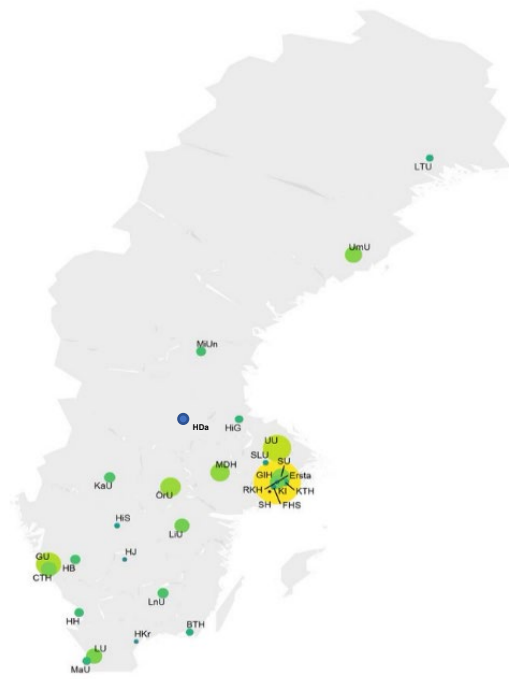 LTU
UmU
MiUn
HDa
HiG
UU
SLU
SU
MDH
GIH
Ersta
KaU
ÖrU
RKH
KI
KTH
SH
FHS
HiS
LiU
HJ
GU
HB
CTH
LnU
HH
BTH
HKr
LU
MaU